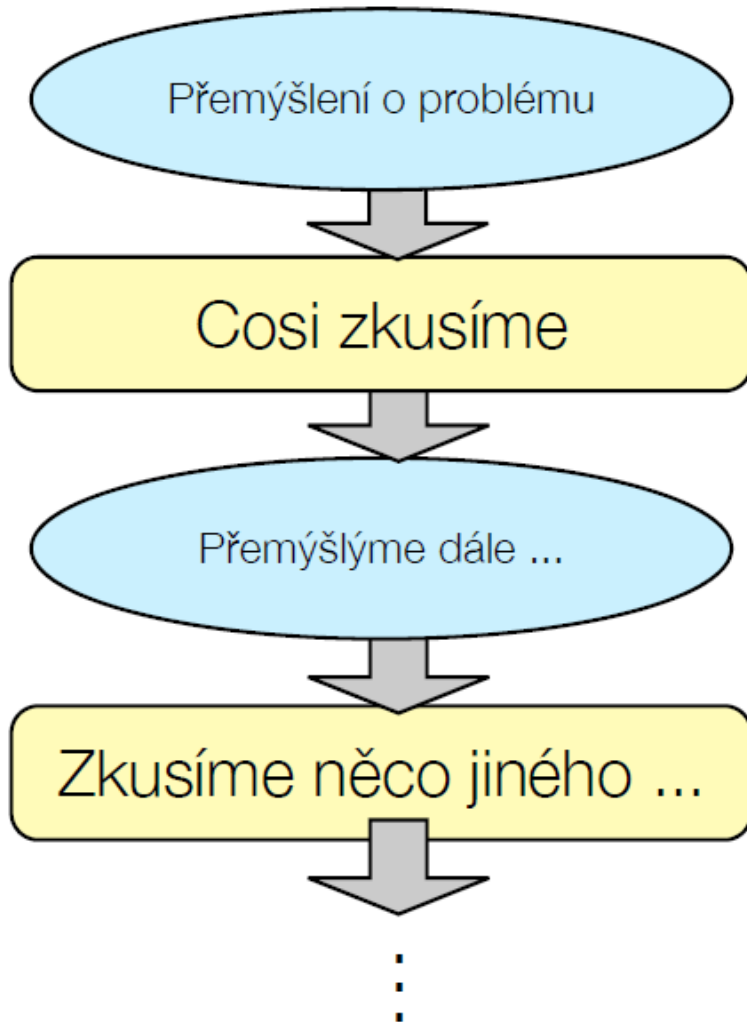 Přemýšlení o problému
Cosi zkusíme
Přemýšlýme dále ...
Zkusíme něco jiného ...